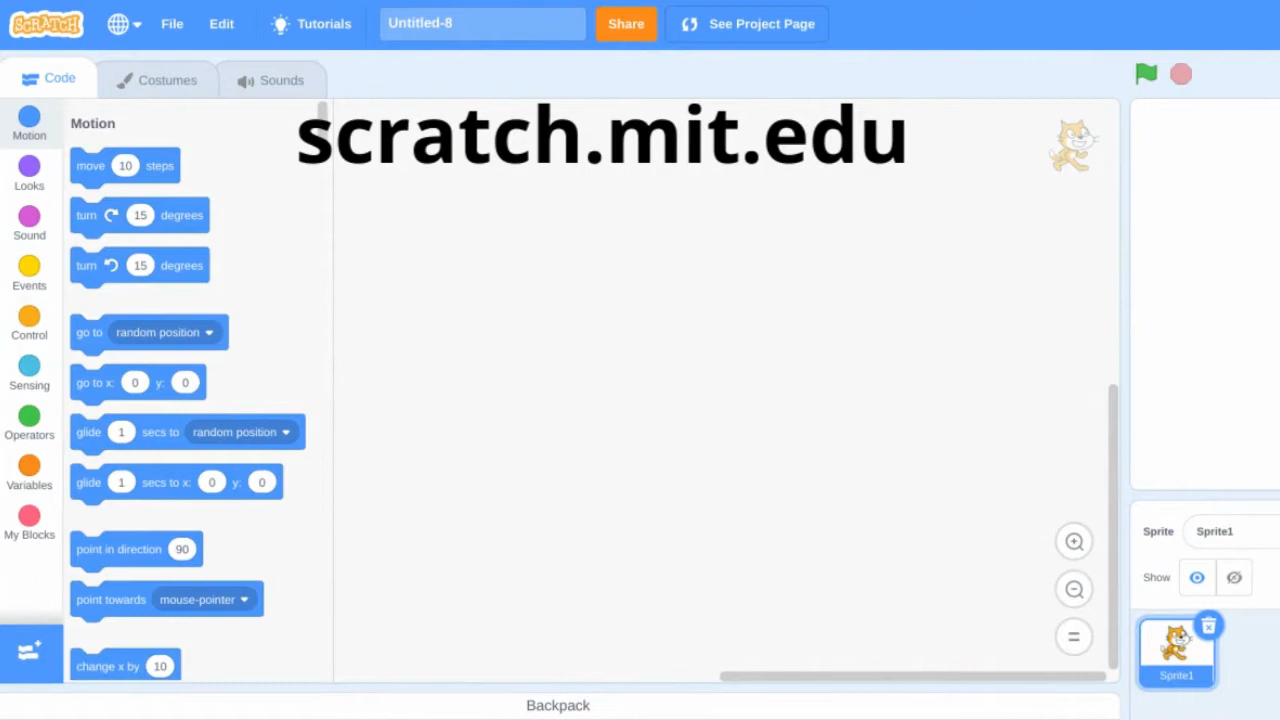 SCRATCH File Edit Tutorials Untitled-8 Share See Project Page
Code Costumes Sounds
scratch.mit.edu
Motion
Looks
Sound
Events
Control
Sensing
Operators
Variables
My Blocks
Motion
move 10 steps
turn 15 degrees
turn 15 degrees
go to random position
go to x: 0 y: 0
glide 1 secs to random position
glide 1 secs to x: 0 y: 0
point in direction 90
point towards mouse-pointer
change x by 10
Sprite Sprite1
Show
Sprite1
Backpack